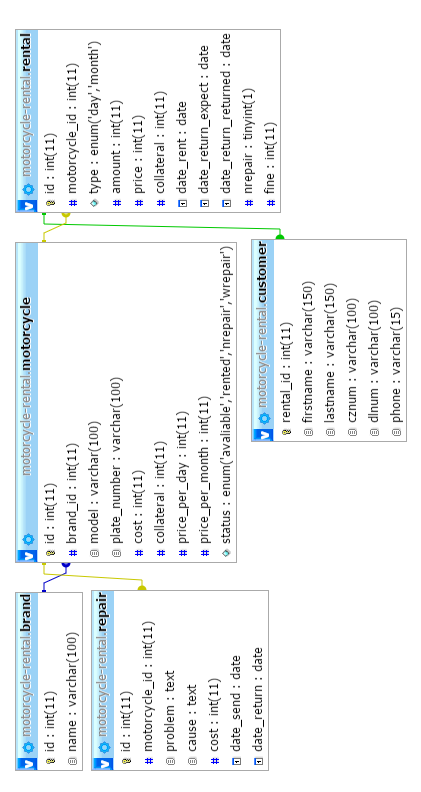 motorcycle-rental.brand
id : int(11)
name : varchar(100)
motorcycle-rental.repair
id : int(11)
motorcycle_id : int(11)
problem : text
cause : text
cost : int(11)
date_send : date
date_return : date
motorcycle-rental.motorcycle
id : int(11)
brand_id : int(11)
model : varchar(100)
plate_number : varchar(100)
cost : int(11)
collateral : int(11)
price_per_day : int(11)
price_per_month : int(11)
status : enum('avaliable','rented','nrepair','wrepair')
motorcycle-rental.customer
rental_id : int(11)
firstname : varchar(150)
lastname : varchar(150)
cznum : varchar(100)
dlnum : varchar(100)
phone : varchar(15)
motorcycle-rental.rental
id : int(11)
motorcycle_id : int(11)
type : enum('day','month')
amount : int(11)
price : int(11)
collateral : int(11)
date_rent : date
date_return_expect : date
date_return_returned : date
nrepair : tinyint(1)
fine : int(11)